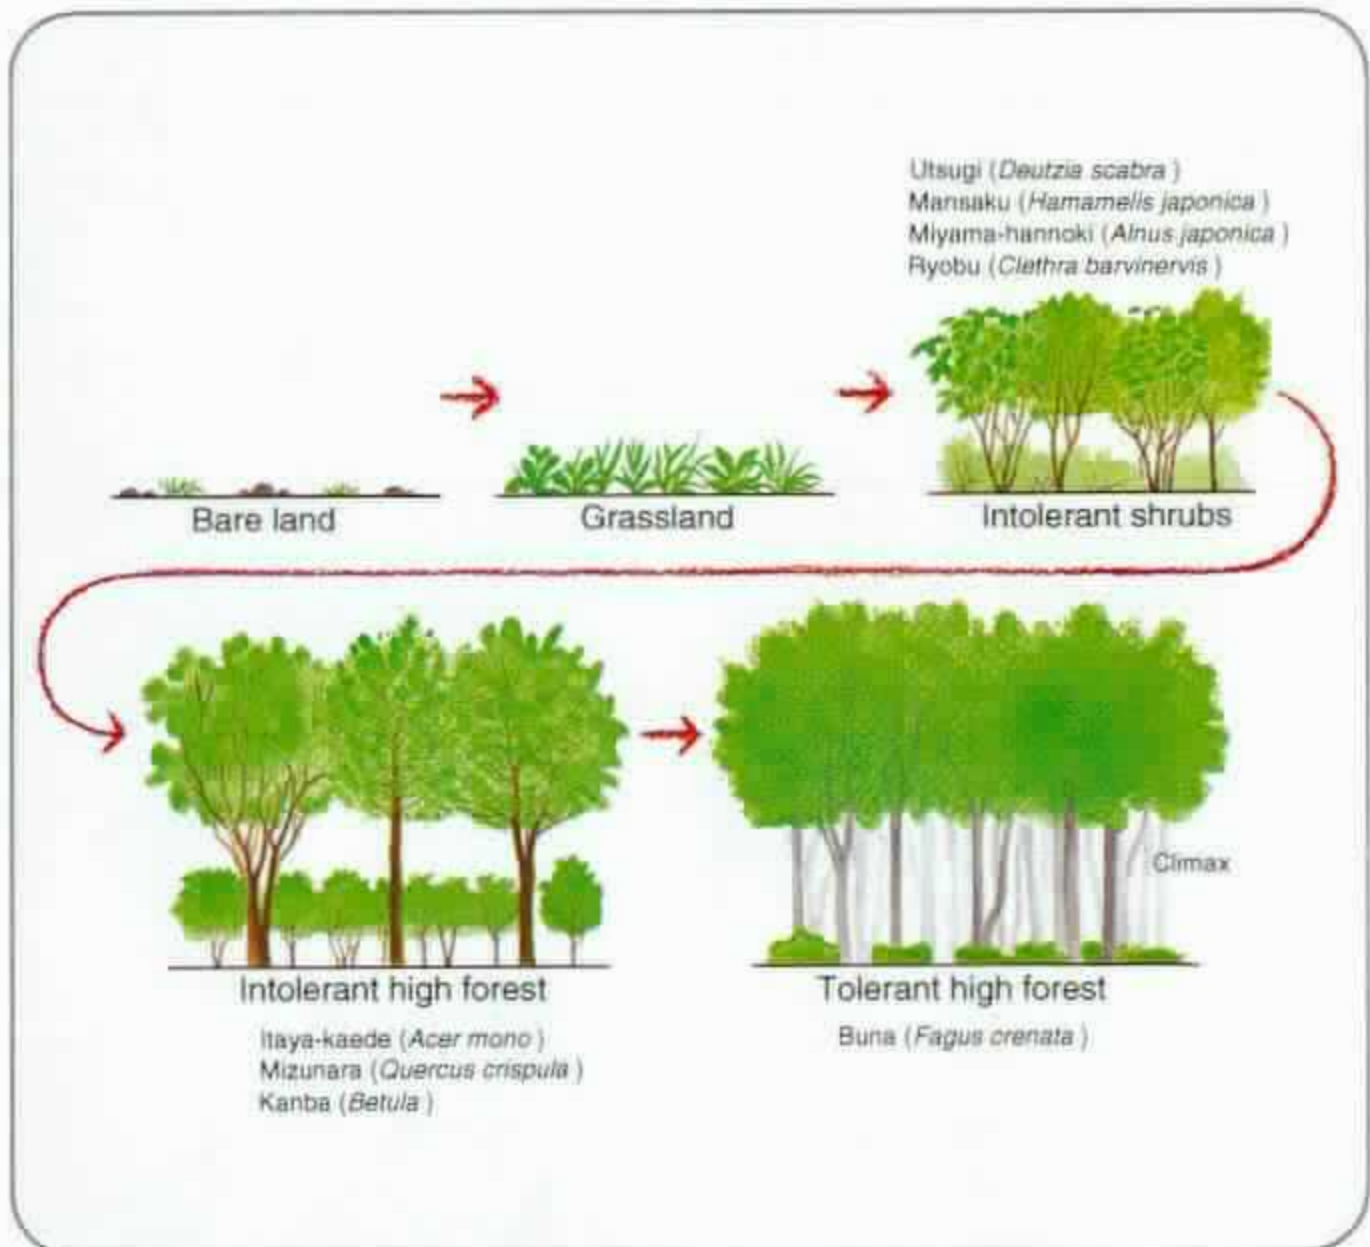 Utsugi (Deutzia scabra )
Mansaku (Hamamelis japonica )
Miyama-hannoki (Alnus japonica )
Ryobu (Clethra barvinervis )
Bare land
Grassland
Intolerant shrubs
Climax
Intolerant high forest
Itaya-kaede (Acer mono )
Mizunara (Quercus crispula )
Kanba (Betula )
Tolerant high forest
Buna (Fagus crenata )